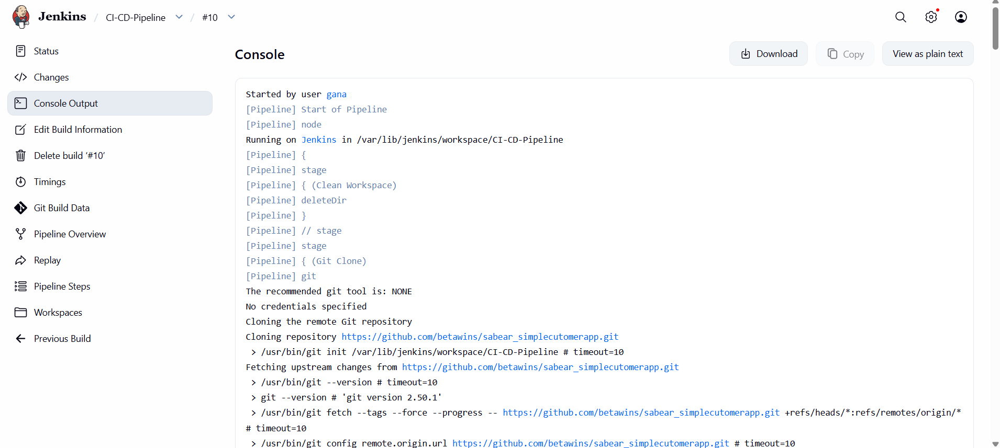 Jenkins / CI-CD-Pipeline / #10
Status
Changes
Console Output
Edit Build Information
Delete build ‘#10’
Timings
Git Build Data
Pipeline Overview
Replay
Pipeline Steps
Workspaces
Previous Build
Console
Download
Copy
View as plain text
Started by user gana
[Pipeline] Start of Pipeline
[Pipeline] node
Running on Jenkins in /var/lib/jenkins/workspace/CI-CD-Pipeline
[Pipeline] {
[Pipeline] stage
[Pipeline] { (Clean Workspace)
[Pipeline] deleteDir
[Pipeline] }
[Pipeline] // stage
[Pipeline] stage
[Pipeline] { (Git Clone)
[Pipeline] git
The recommended git tool is: NONE
No credentials specified
Cloning the remote Git repository
Cloning repository https://github.com/betawins/sabear_simplecutomerapp.git
> /usr/bin/git init /var/lib/jenkins/workspace/CI-CD-Pipeline # timeout=10
Fetching upstream changes from https://github.com/betawins/sabear_simplecutomerapp.git
> /usr/bin/git --version # timeout=10
> git --version # 'git version 2.50.1'
> /usr/bin/git fetch --tags --force --progress -- https://github.com/betawins/sabear_simplecutomerapp.git +refs/heads/*:refs/remotes/origin/*
# timeout=10
> /usr/bin/git config remote.origin.url https://github.com/betawins/sabear_simplecutomerapp.git # timeout=10